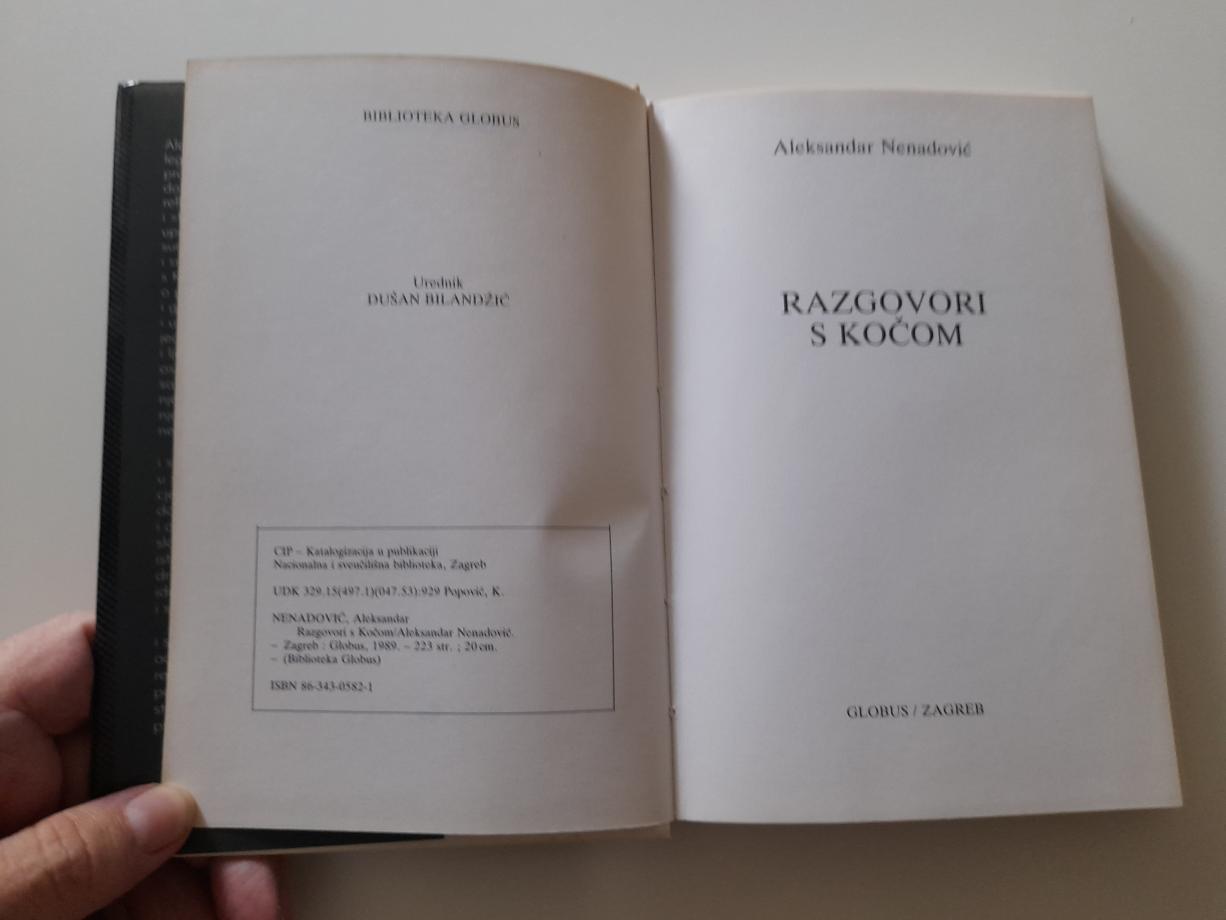 BIBLIOTEKA GLOBUS
Urednik
DUŠAN BILANDŽIĆ
CIP – Katalogizacija u publikaciji
Nacionalna i sveučilišna biblioteka, Zagreb
UDK 329.15(497.1)(047.53):929 Popović, K.
NENADOVIĆ, Aleksandar
Razgovori s Kočom/Aleksandar Nenadović.
– Zagreb : Globus, 1989. – 223 str. ; 20 cm.
– (Biblioteka Globus)
ISBN 86-343-0582-1
Aleksandar Nenadović
RAZGOVORI
S KOČOM
GLOBUS / ZAGREB